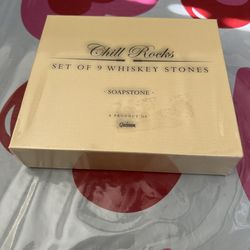 Chill Rocks
SET OF 9 WHISKEY STONES
· SOAPSTONE ·
A PRODUCT OF